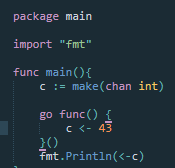 package main
import "fmt"
func main(){
c := make(chan int)
go func() {
c <- 43
}()
fmt.Println(<-c)